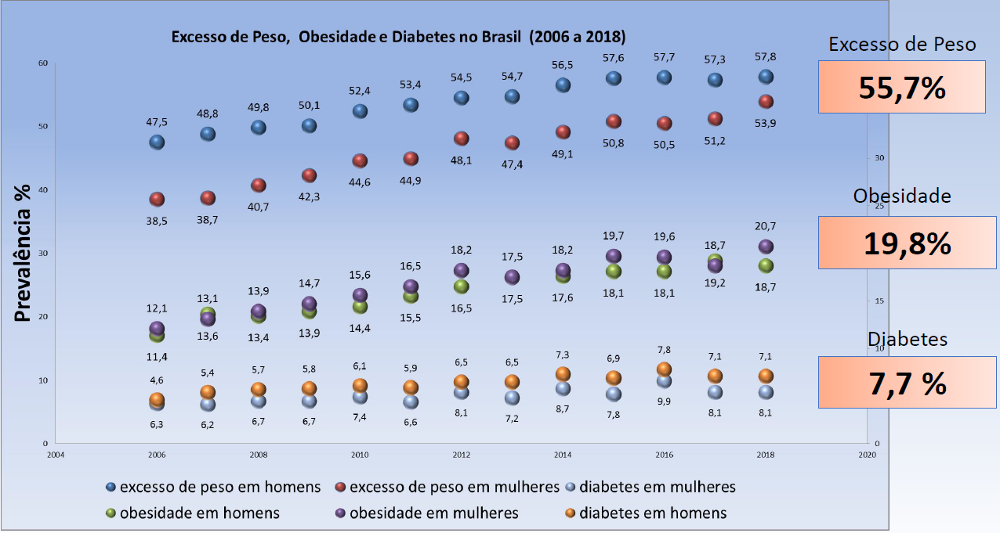 Excesso de Peso, Obesidade e Diabetes no Brasil (2006 a 2018)
Prevalência %
60
50
40
30
20
10
0
47,5 48,8 49,8 50,1 52,4 53,4 54,5 54,7 56,5 57,6 57,7 57,3 57,8
38,5 38,7 40,7 42,3 44,6 44,9 48,1 47,4 49,1 50,8 50,5 51,2 53,9
12,1 13,1 13,9 14,7 15,6 16,5 18,2 17,5 18,2 19,7 19,6 18,7 20,7
11,4 13,6 13,4 13,9 14,4 15,5 16,5 17,5 17,6 18,1 18,1 19,2 18,7
4,6 5,4 5,7 5,8 6,1 5,9 6,5 6,5 7,3 6,9 7,8 7,1 7,1
6,3 6,2 6,7 6,7 7,4 6,6 8,1 7,2 8,7 7,8 9,9 8,1 8,1
2004 2006 2008 2010 2012 2014 2016 2018 2020
30
25
15
10
0
excesso de peso em homens excesso de peso em mulheres diabetes em mulheres
obesidade em homens obesidade em mulheres diabetes em homens
Excesso de Peso
55,7%
Obesidade
19,8%
Diabetes
7,7 %